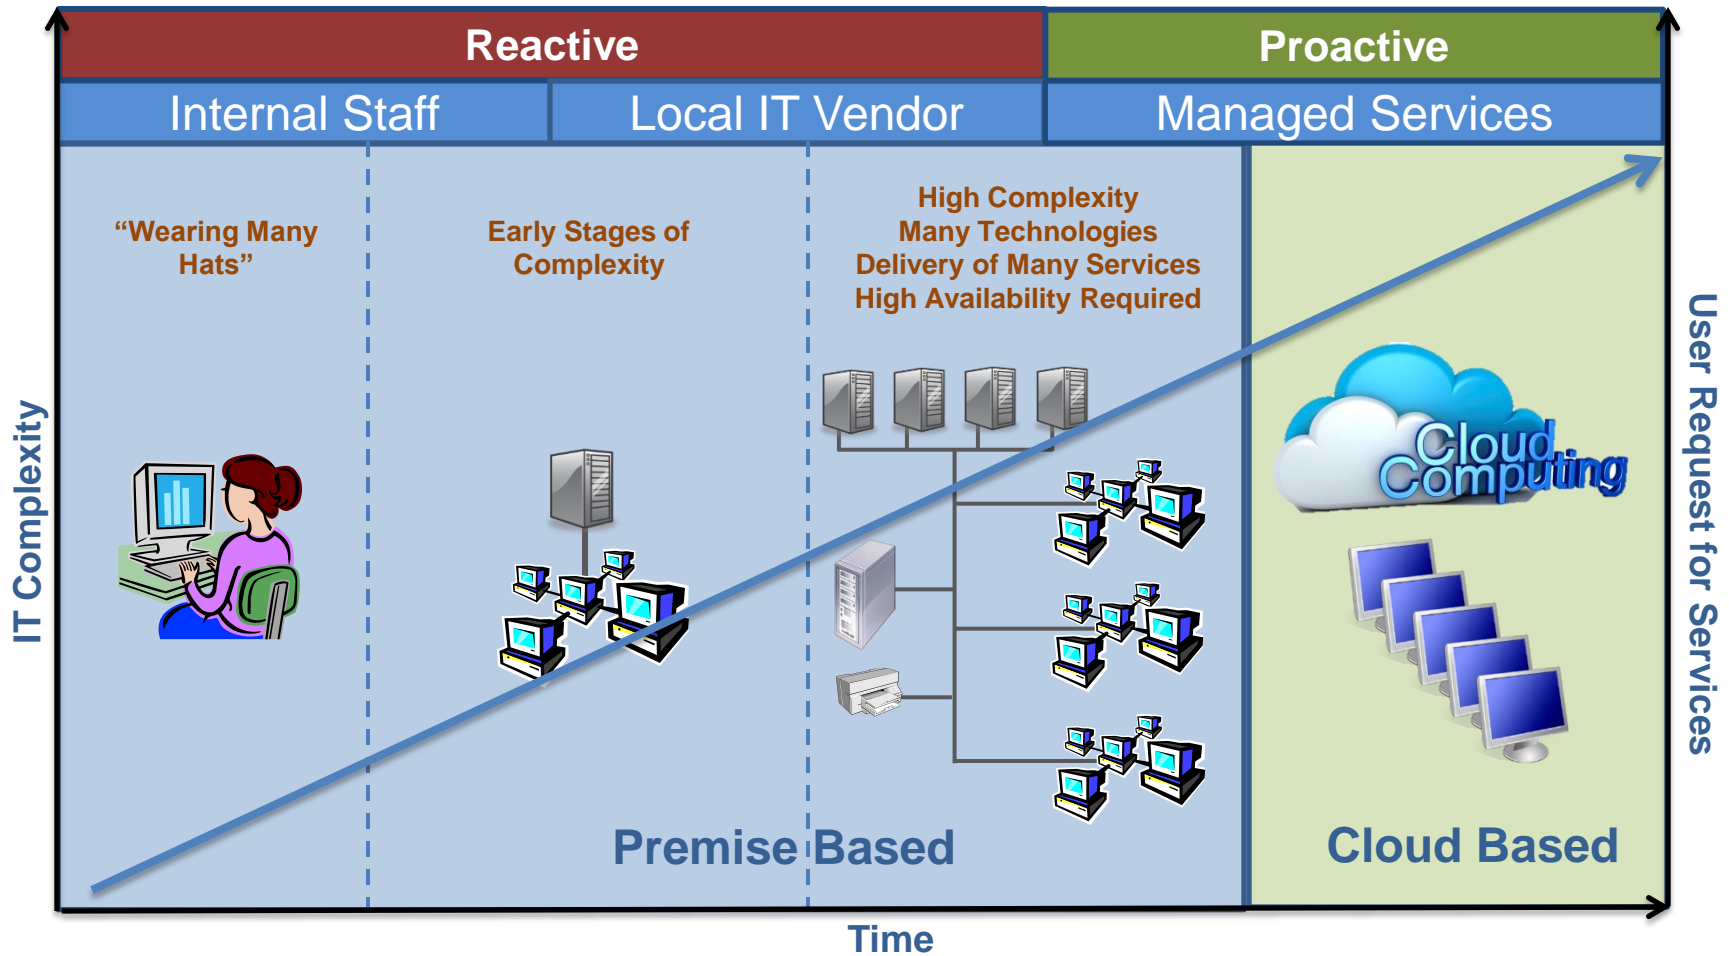 Reactive
Proactive
Internal Staff
Local IT Vendor
Managed Services
“Wearing Many
Hats”
Early Stages of
Complexity
High Complexity
Many Technologies
Delivery of Many Services
High Availability Required
IT Complexity
User Request for Services
Cloud
Computing
Premise Based
Cloud Based
Time